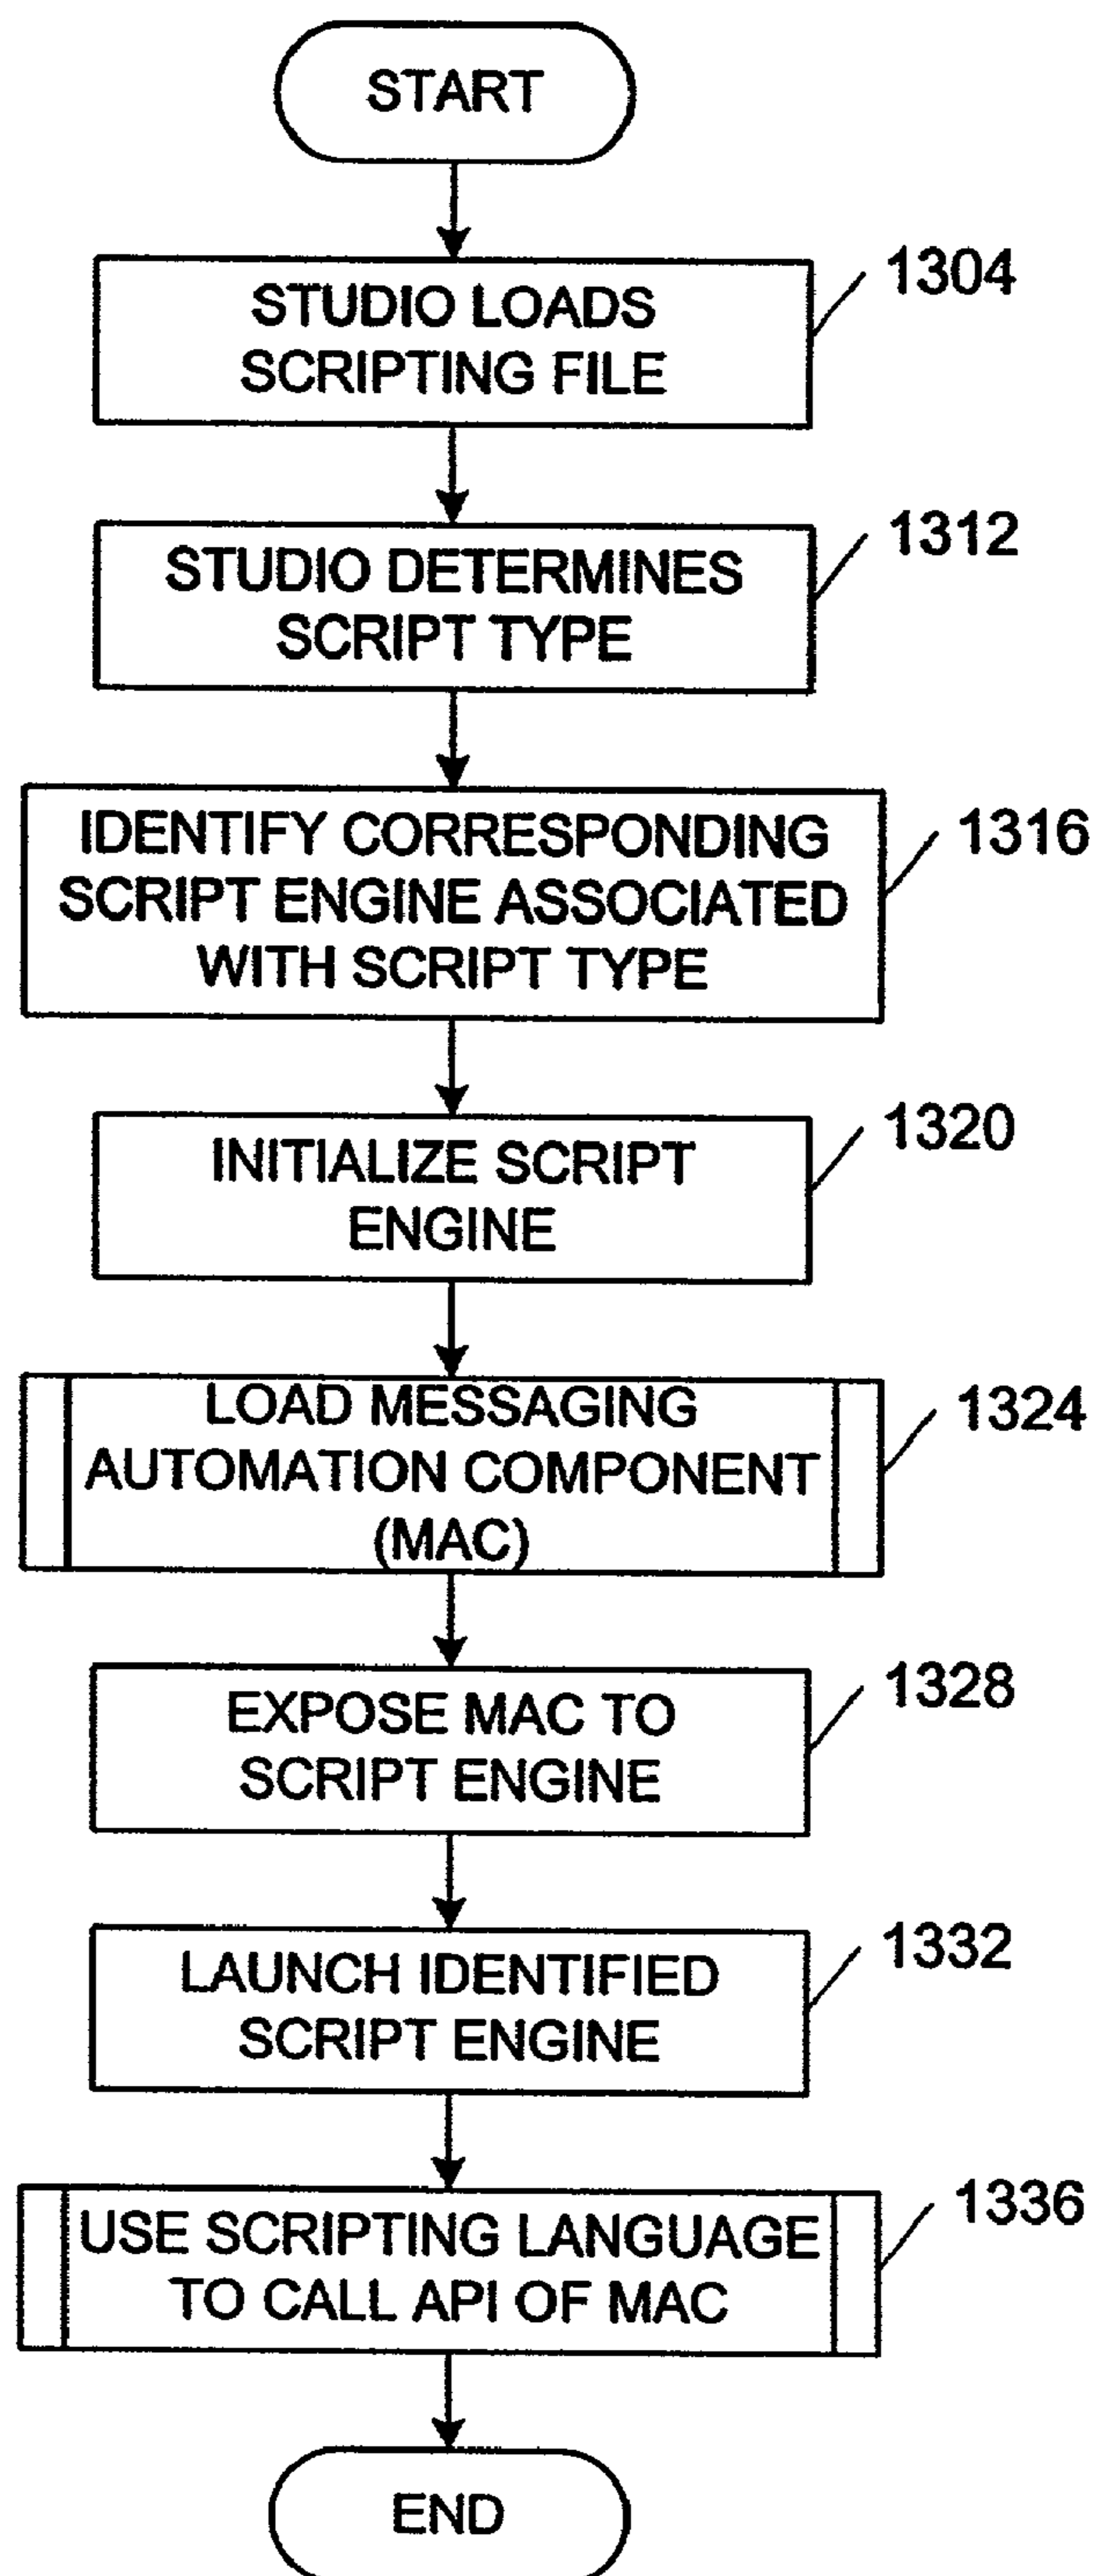 START
STUDIO LOADS
SCRIPTING FILE
1304
STUDIO DETERMINES
SCRIPT TYPE
1312
IDENTIFY CORRESPONDING
SCRIPT ENGINE ASSOCIATED
WITH SCRIPT TYPE
1316
INITIALIZE SCRIPT
ENGINE
1320
LOAD MESSAGING
AUTOMATION COMPONENT
(MAC)
1324
EXPOSE MAC TO
SCRIPT ENGINE
1328
LAUNCH IDENTIFIED
SCRIPT ENGINE
1332
USE SCRIPTING LANGUAGE
TO CALL API OF MAC
1336
END